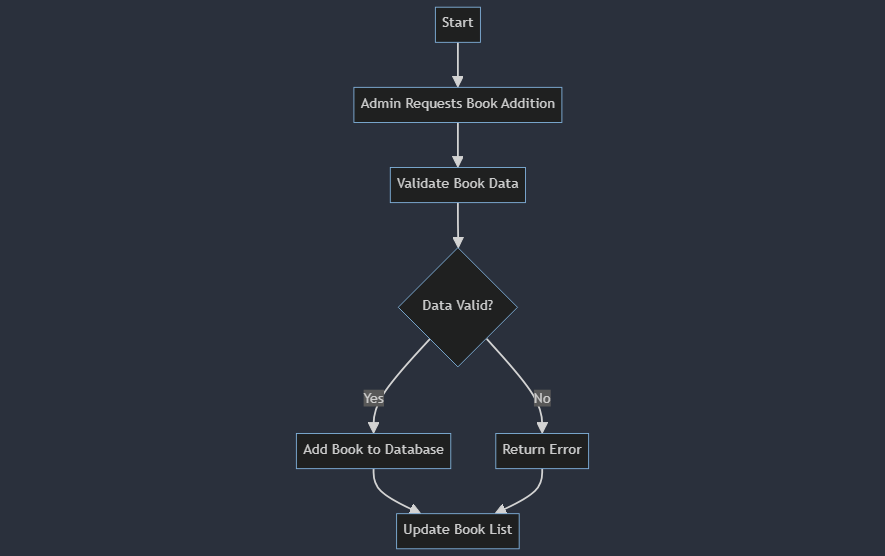 Start
Admin Requests Book Addition
Validate Book Data
Data Valid?
Yes
No
Add Book to Database
Return Error
Update Book List